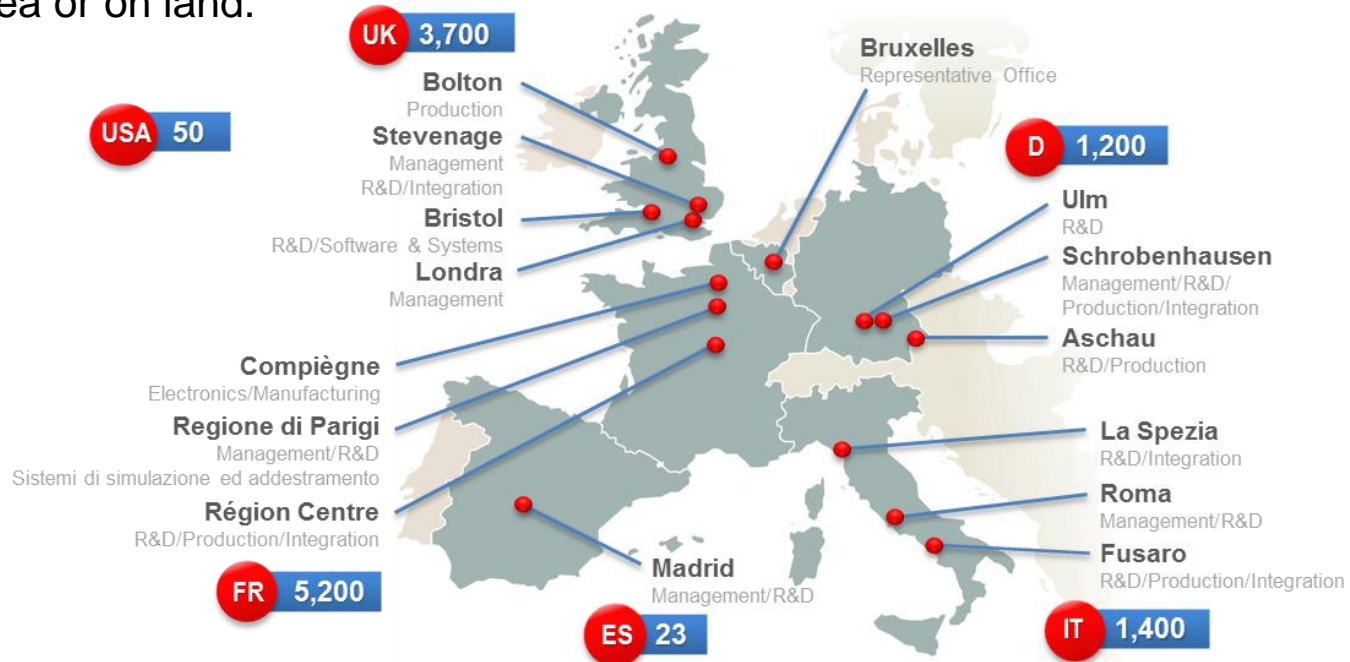 ea or on land.
UK 3,700
Bolton
Production
Stevenage
Management
R&D/Integration
Bristol
R&D/Software & Systems
Londra
Management
USA 50
Bruxelles
Representative Office
D 1,200
Ulm
R&D
Schrobenhausen
Management/R&D/
Production/Integration
Aschau
R&D/Production
Compiègne
Electronics/Manufacturing
Regione di Parigi
Management/R&D
Sistemi di simulazione ed addestramento
Région Centre
R&D/Production/Integration
FR 5,200
Madrid
Management/R&D
ES 23
La Spezia
R&D/Integration
Roma
Management/R&D
Fusaro
R&D/Production/Integration
IT 1,400